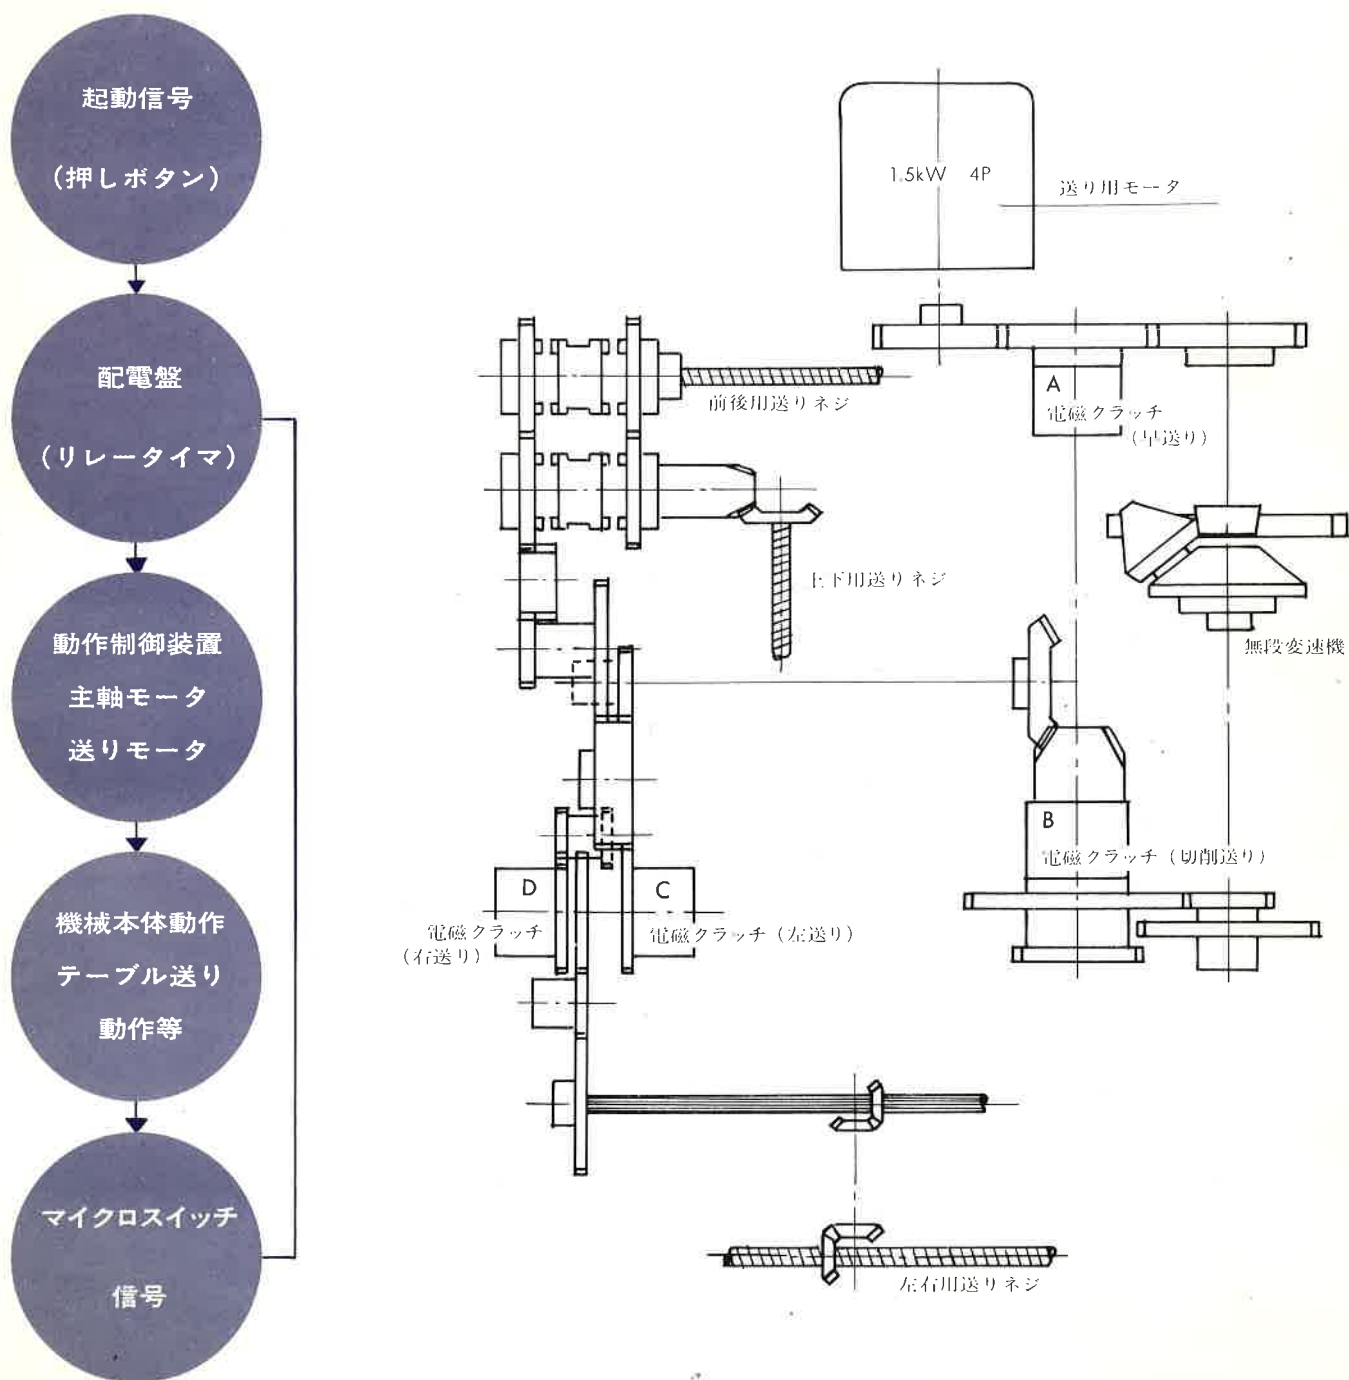 起動信号
(押しボタン)
配電盤
(リレータイマ)
動作制御装置
主軸モータ
送りモータ
機械本体動作
テーブル送り
動作等
マイクロスイッチ
信号
1.5kW 4P
送り用モータ
A
電磁クラッチ
(早送り)
前後用送りネジ
上下用送りネジ
無段変速機
B
電磁クラッチ(切削送り)
D
電磁クラッチ
(右送り)
C
電磁クラッチ(左送り)
左右用送りネジ